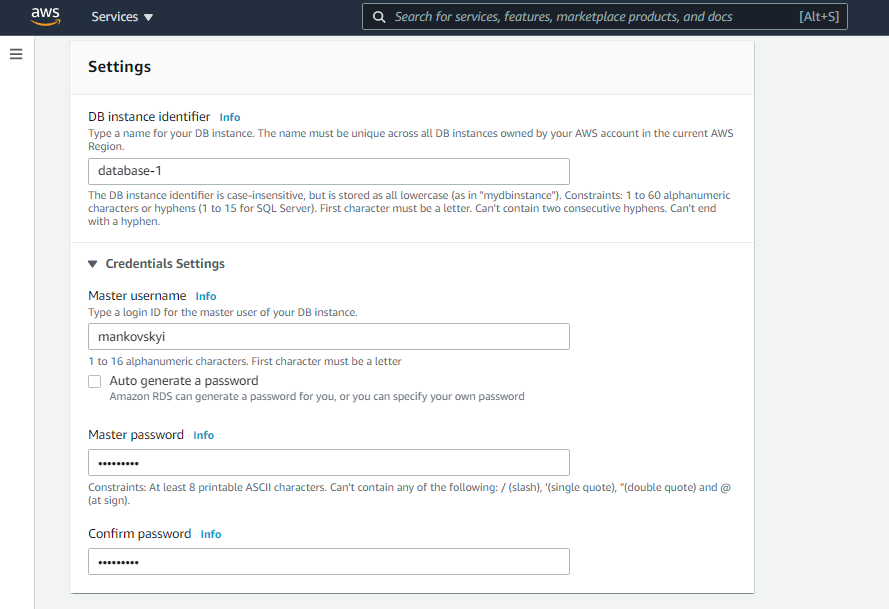 aws
Services ▼
Search for services, features, marketplace products, and docs
[Alt+S]
Settings
DB instance identifier Info
Type a name for your DB instance. The name must be unique across all DB instances owned by your AWS account in the current AWS
Region.
database-1
The DB instance identifier is case-insensitive, but is stored as all lowercase (as in "mydbinstance"). Constraints: 1 to 60 alphanumeric
characters or hyphens (1 to 15 for SQL Server). First character must be a letter. Can't contain two consecutive hyphens. Can't end
with a hyphen.
▼ Credentials Settings
Master username Info
Type a login ID for the master user of your DB instance.
mankovskyi
1 to 16 alphanumeric characters. First character must be a letter
Auto generate a password
Amazon RDS can generate a password for you, or you can specify your own password
Master password Info
•••••••••
Constraints: At least 8 printable ASCII characters. Can't contain any of the following: / (slash), '(single quote), "(double quote) and @
(at sign).
Confirm password Info
•••••••••